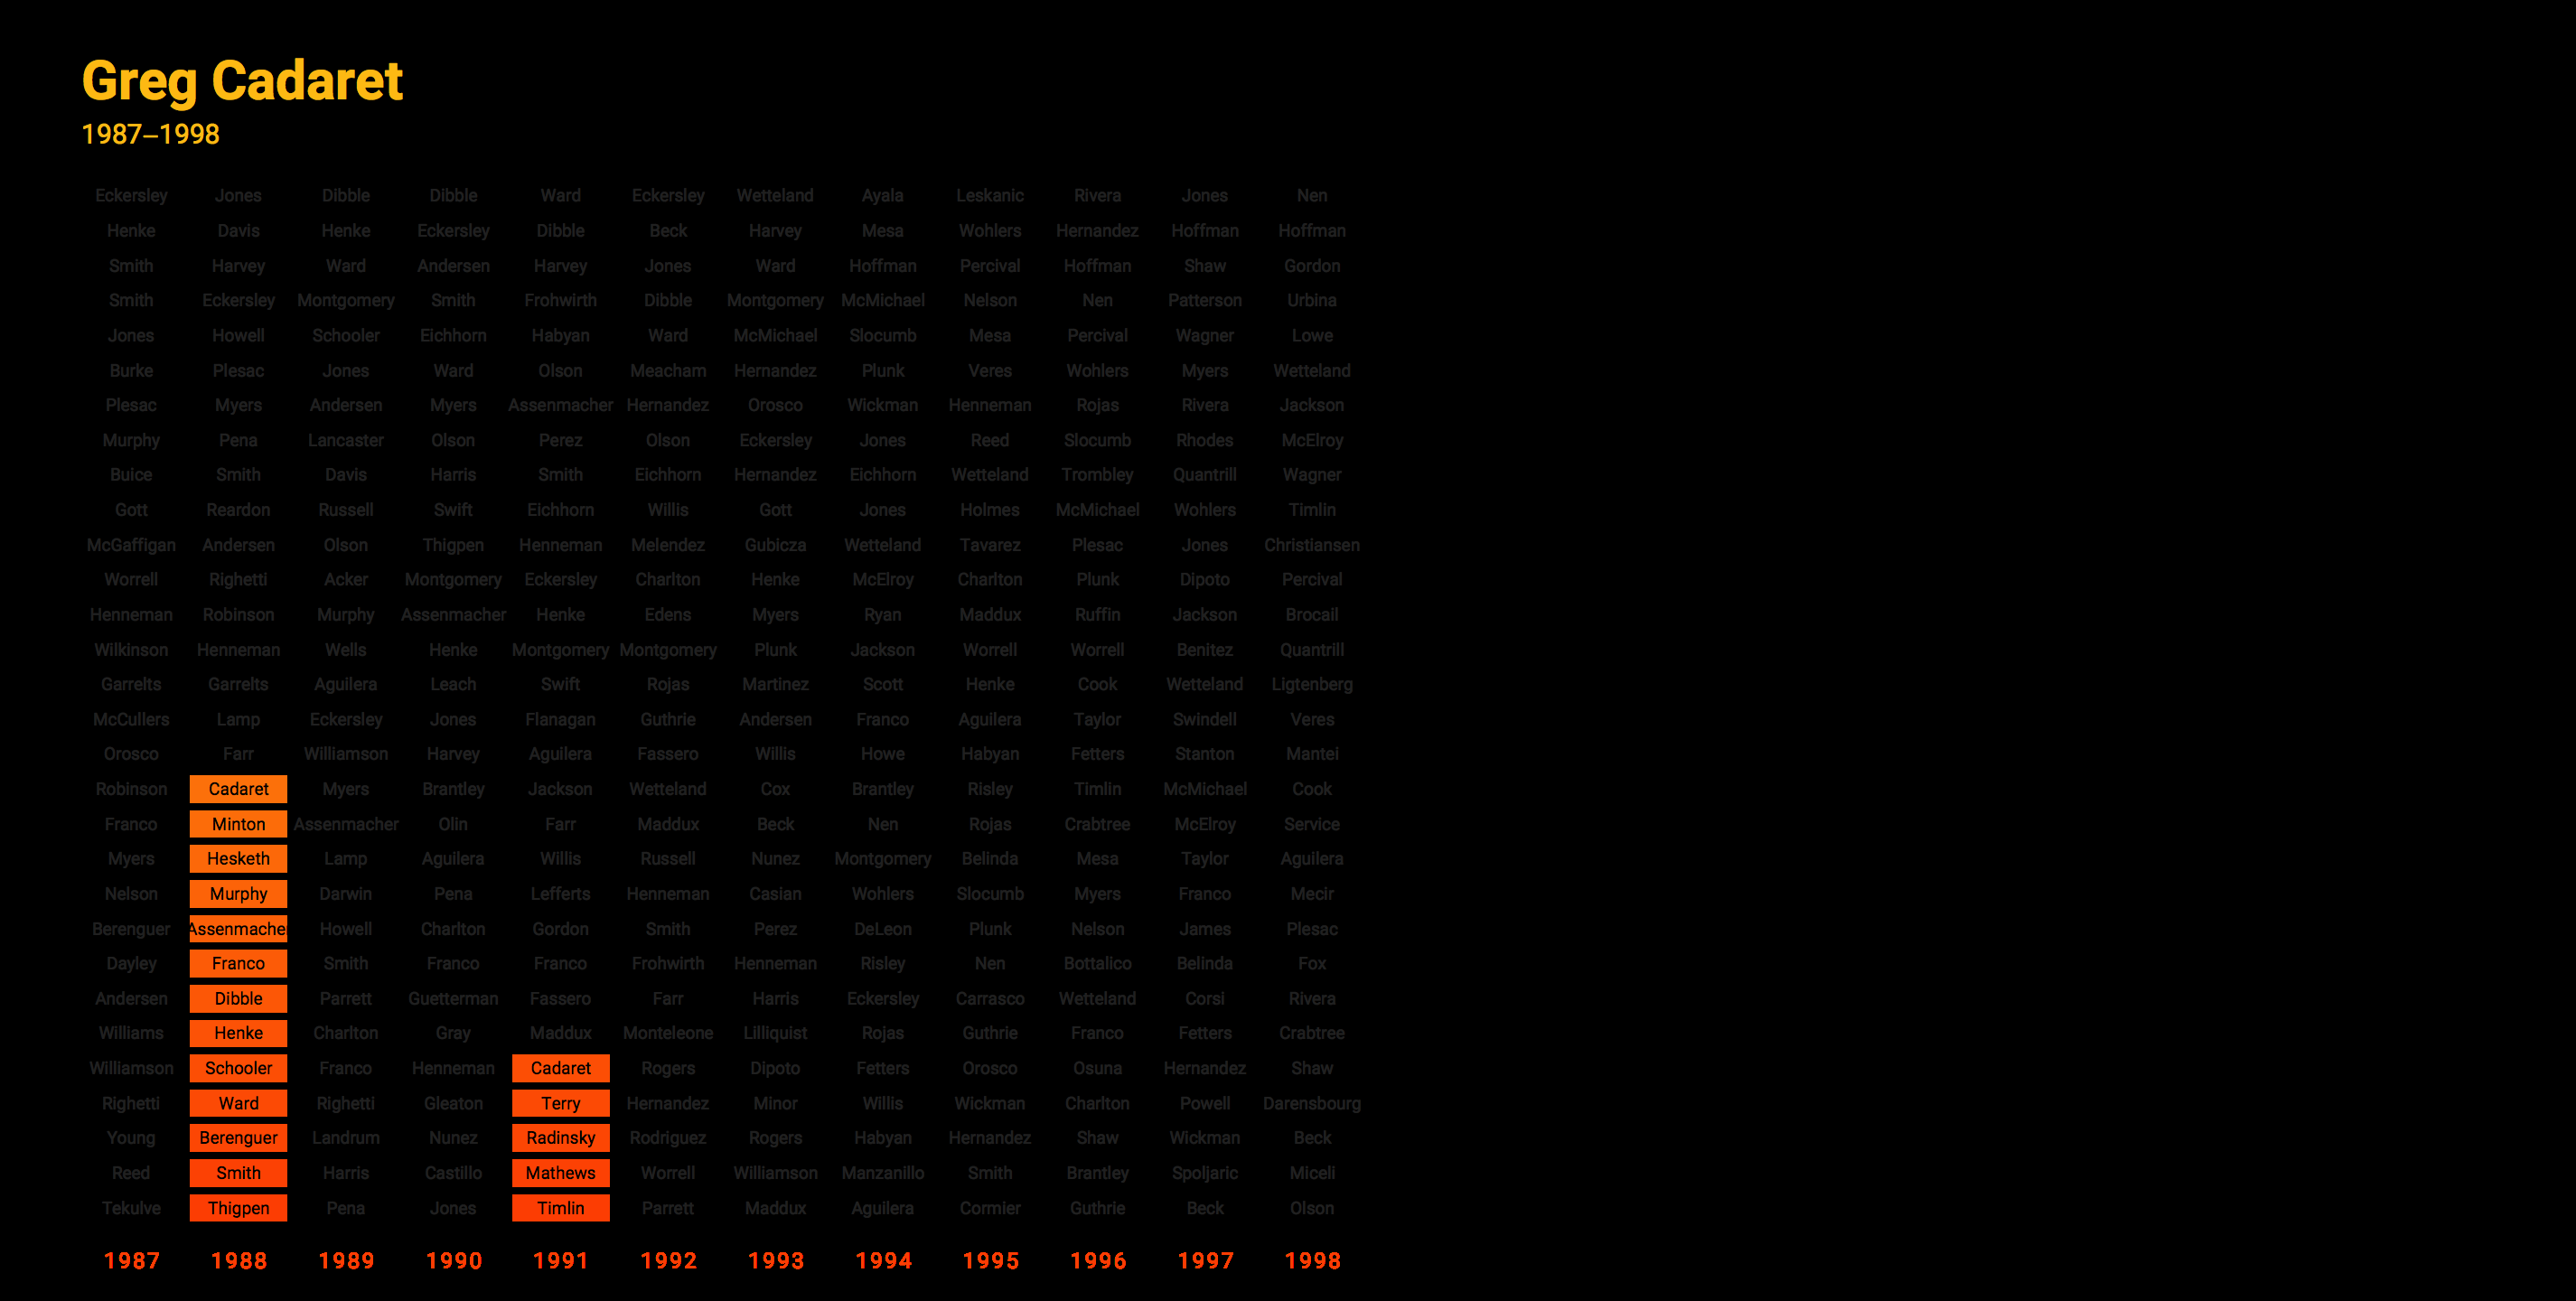 Greg Cadaret
1987–1998
Eckersley Jones Dibble Dibble Ward Eckersley Wetteland Ayala Leskanic Rivera Jones Nen
Henke Davis Henke Eckersley Dibble Beck Harvey Mesa Wohlers Hernandez Hoffman Hoffman
Smith Harvey Ward Andersen Harvey Jones Ward Hoffman Percival Hoffman Shaw Gordon
Smith Eckersley Montgomery Smith Frohwirth Dibble Montgomery McMichael Nelson Nen Patterson Urbina
Jones Howell Schooler Eichhorn Habyan Ward McMichael Slocumb Mesa Percival Wagner Lowe
Burke Plesac Jones Ward Olson Meacham Hernandez Plunk Veres Wohlers Myers Wetteland
Plesac Myers Andersen Myers Assenmacher Hernandez Orosco Wickman Henneman Rojas Rivera Jackson
Murphy Pena Lancaster Olson Perez Olson Eckersley Jones Reed Slocumb Rhodes McElroy
Buice Smith Davis Harris Smith Eichhorn Hernandez Eichhorn Wetteland Trombley Quantrill Wagner
Gott Reardon Russell Swift Eichhorn Willis Gott Jones Holmes McMichael Wohlers Timlin
McGaffigan Andersen Olson Thigpen Henneman Melendez Gubicza Wetteland Tavarez Plesac Jones Christiansen
Worrell Righetti Acker Montgomery Eckersley Charlton Henke McElroy Charlton Plunk Dipoto Percival
Henneman Robinson Murphy Assenmacher Henke Edens Myers Ryan Maddux Ruffin Jackson Brocail
Wilkinson Henneman Wells Henke Montgomery Montgomery Plunk Jackson Worrell Worrell Benitez Quantrill
Garrelts Garrelts Aguilera Leach Swift Rojas Martinez Scott Henke Cook Wetteland Ligtenberg
McCullers Lamp Eckersley Jones Flanagan Guthrie Andersen Franco Aguilera Taylor Swindell Veres
Orosco Farr Williamson Harvey Aguilera Fassero Willis Howe Habyan Fetters Stanton Mantei
Robinson Cadaret Myers Brantley Jackson Wetteland Cox Brantley Risley Timlin McMichael Cook
Franco Minton Assenmacher Olin Farr Maddux Beck Nen Rojas Crabtree McElroy Service
Myers Hesketh Lamp Aguilera Willis Russell Nunez Montgomery Belinda Mesa Taylor Aguilera
Nelson Murphy Darwin Pena Lefferts Henneman Casian Wohlers Slocumb Myers Franco Mecir
Berenguer Assenmacher Howell Charlton Gordon Smith Perez DeLeon Plunk Nelson James Plesac
Dayley Franco Smith Franco Franco Frohwirth Henneman Risley Nen Bottalico Belinda Fox
Andersen Dibble Parrett Guetterman Fassero Farr Harris Eckersley Carrasco Wetteland Corsi Rivera
Williams Henke Charlton Gray Maddux Monteleone Lilliquist Rojas Guthrie Franco Fetters Crabtree
Williamson Schooler Franco Henneman Cadaret Rogers Dipoto Fetters Orosco Osuna Hernandez Shaw
Righetti Ward Righetti Gleaton Terry Hernandez Minor Willis Wickman Charlton Powell Darensbourg
Young Berenguer Landrum Nunez Radinsky Rodriguez Rogers Habyan Hernandez Shaw Wickman Beck
Reed Smith Harris Castillo Mathews Worrell Williamson Manzanillo Smith Brantley Spoljaric Miceli
Tekulve Thigpen Pena Jones Timlin Parrett Maddux Aguilera Cormier Guthrie Beck Olson
1987 1988 1989 1990 1991 1992 1993 1994 1995 1996 1997 1998